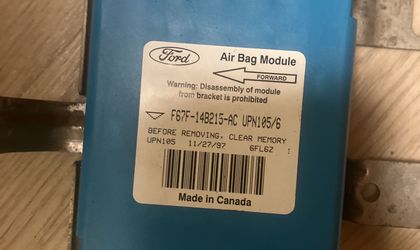 Ford
Air Bag Module
FORWARD
Warning: Disassembly of module
from bracket is prohibited
F67F-14B215-AC UPN105/6
BEFORE REMOVING, CLEAR MEMORY
UPN105 11/27/97 6FL6Z :
Made in Canada